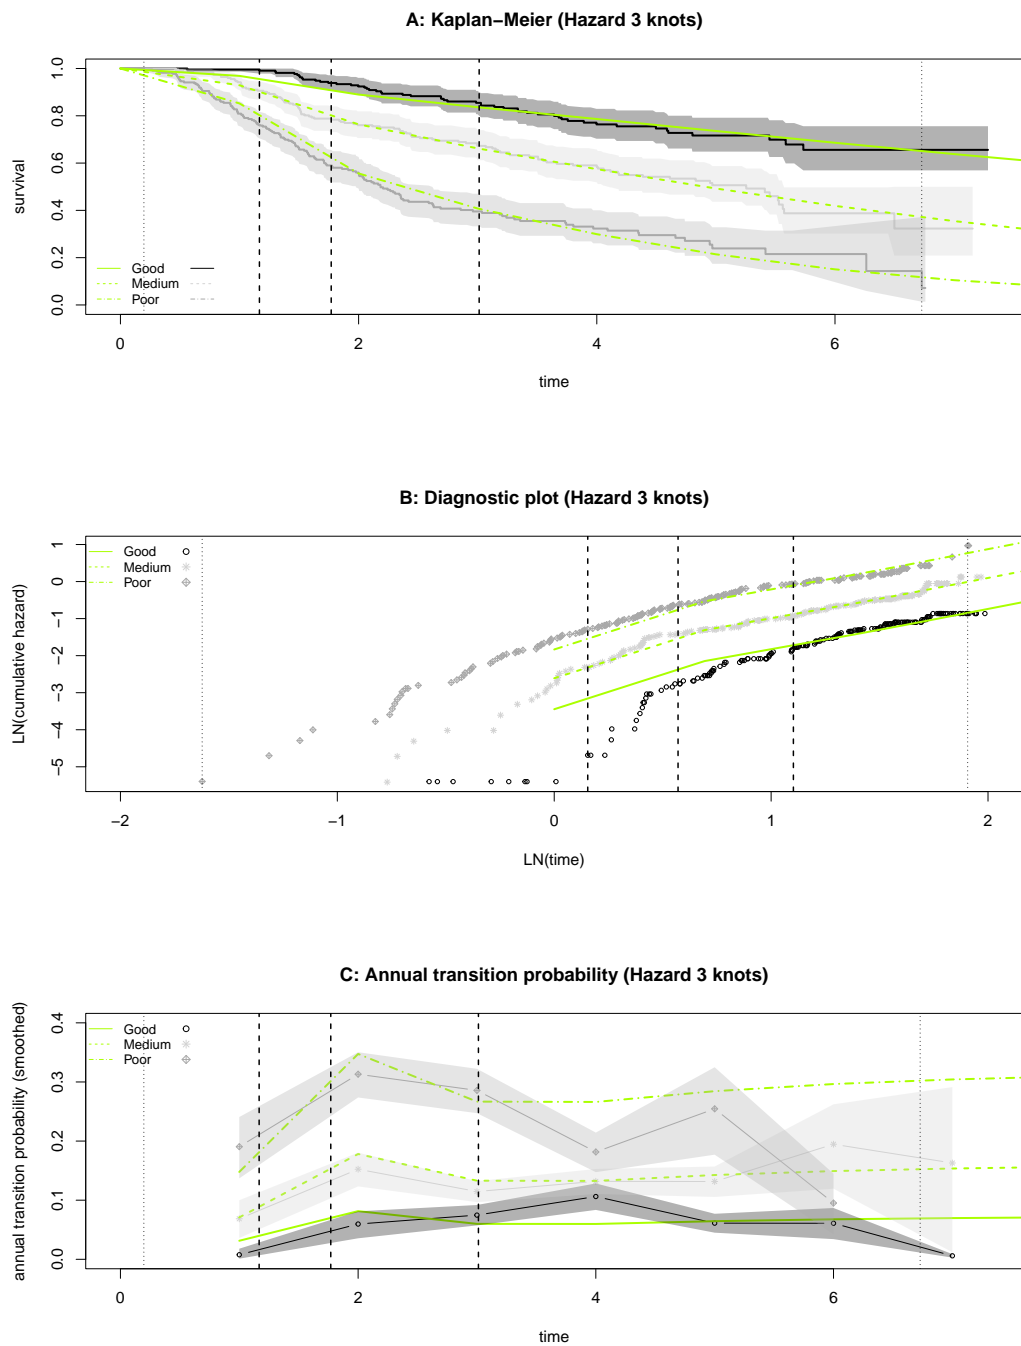 A: Kaplan−Meier (Hazard 3 knots)
survival
1.0
0.8
0.6
0.4
0.2
0.0
Good
Medium
Poor
0 2 4 6
time
B: Diagnostic plot (Hazard 3 knots)
LN(cumulative hazard)
1
0
−1
−2
−3
−4
−5
Good
Medium
Poor
−2 −1 0 1 2
LN(time)
C: Annual transition probability (Hazard 3 knots)
annual transition probability (smoothed)
0.4
0.3
0.2
0.1
0.0
Good
Medium
Poor
0 2 4 6
time